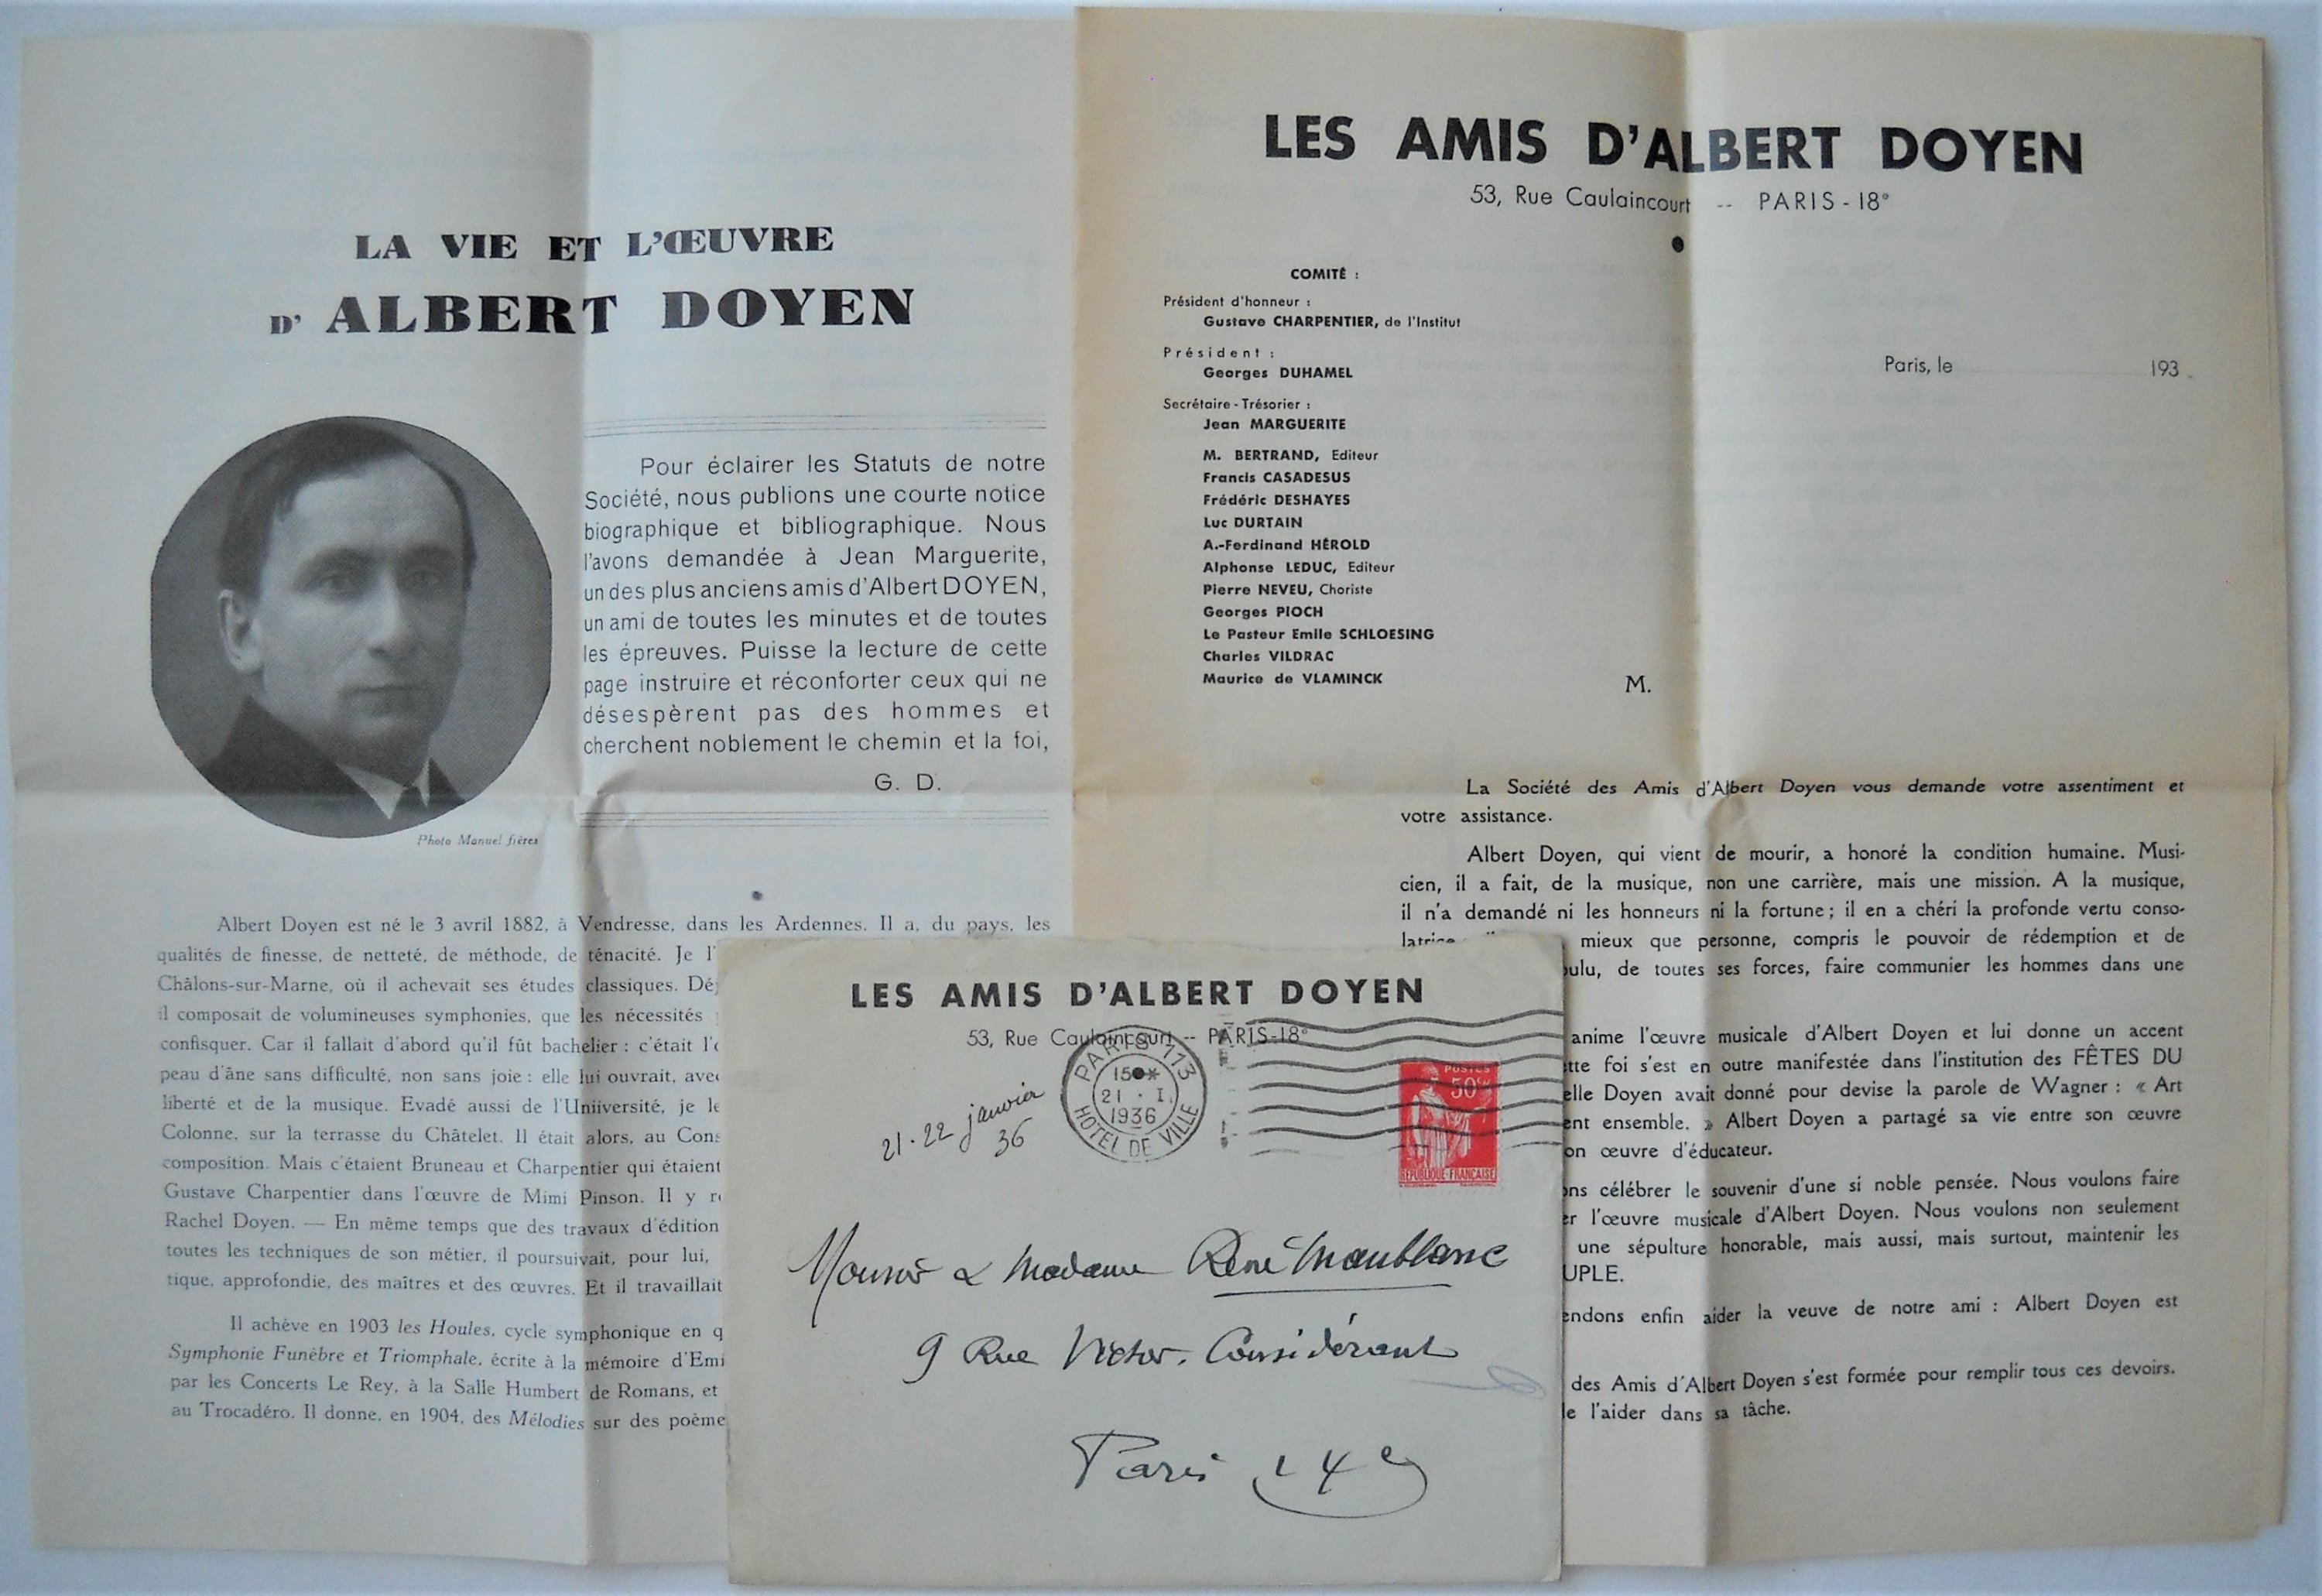 LA VIE ET L'ŒUVRE
D' ALBERT DOYEN
Pour éclairer les Statuts de notre
Société, nous publions une courte notice
biographique et bibliographique. Nous
l'avons demandée à Jean Marguerite,
un des plus anciens amis d'Albert DOYEN,
un ami de toutes les minutes et de toutes
les épreuves. Puisse la lecture de cette
page instruire et réconforter ceux qui ne
désespèrent pas des hommes et
cherchent noblement le chemin et la foi,
G. D.
Photo Manuel frères
Albert Doyen est né le 3 avril 1882, à Vendresse, dans les Ardennes. Il a, du pays, les
qualités de finesse, de netteté, de méthode, de ténacité. Je l'
Châlons-sur-Marne, où il achevait ses études classiques.
il composait de volumineuses symphonies, que les nécessités
confisquer. Car il fallait d'abord qu'il fût bachelier : c'était
peau d'âne sans difficulté, non sans joie : elle lui ouvrait,
liberté et de la musique. Evadé aussi de l'Uniiversité, je
Colonne, sur la terrasse du Châtelet. Il était alors, au
composition. Mais c'étaient Bruneau et Charpentier qui étaient
Gustave Charpentier dans l'œuvre de Mimi Pinson. Il y
Rachel Doyen. — En même temps que des travaux d'édition
toutes les techniques de son métier, il poursuivait, pour lui,
tique, approfondie, des maîtres et des œuvres. Et il travaillait
Il achève en 1903 les Houles, cycle symphonique en
Symphonie Funèbre et Triomphale, écrite à la mémoire
par les Concerts Le Rey, à la Salle Humbert de Romans, et
au Trocadéro. Il donne, en 1904, des Mélodies sur des
LES AMIS D'ALBERT DOYEN
53, Rue Caulaincourt -- PARIS - 18°
COMITÉ :
Président d'honneur :
Gustave CHARPENTIER, de l'Institut
Président :
Georges DUHAMEL
Secrétaire - Trésorier :
Jean MARGUERITE
M. BERTRAND, Editeur
Francis CASADESUS
Frédéric DESHAYES
Luc DURTAIN
A.-Ferdinand HÉROLD
Alphonse LEDUC, Editeur
Pierre NEVEU, Choriste
Georges PIOCH
Le Pasteur Emile SCHLOESING
Charles VILDRAC
Maurice de VLAMINCK
Paris, le 193
M.
La Société des Amis d'Albert Doyen vous demande votre assentiment et
votre assistance.
Albert Doyen, qui vient de mourir, a honoré la condition humaine. Musi-
cien, il a fait, de la musique, non une carrière, mais une mission. A la musique,
il n'a demandé ni les honneurs ni la fortune ; il en a chéri la profonde vertu conso-
mieux que personne, compris le pouvoir de rédemption et de
de toutes ses forces, faire communier les hommes dans une
anime l'œuvre musicale d'Albert Doyen et lui donne un accent
foi s'est en outre manifestée dans l'institution des FÊTES DU
elle Doyen avait donné pour devise la parole de Wagner : « Art
ensemble. » Albert Doyen a partagé sa vie entre son œuvre
œuvre d'éducateur.
célébrer le souvenir d'une si noble pensée. Nous voulons faire
l'œuvre musicale d'Albert Doyen. Nous voulons non seulement
une sépulture honorable, mais aussi, mais surtout, maintenir les
UPLE.
endons enfin aider la veuve de notre ami : Albert Doyen est
des Amis d'Albert Doyen s'est formée pour remplir tous ces devoirs.
l'aider dans sa tâche.
LES AMIS D'ALBERT DOYEN
53, Rue Caulaincourt -- PARIS-18°
PARIS 113
15
21 · I.
1936
HOTEL DE VILLE
21-22 janvier
36
POSTES
50c
REPUBLIQUE-FRANÇAISE
Monsieur & Madame René Maublanc
9 Rue Victor-Considérant
Paris 14e